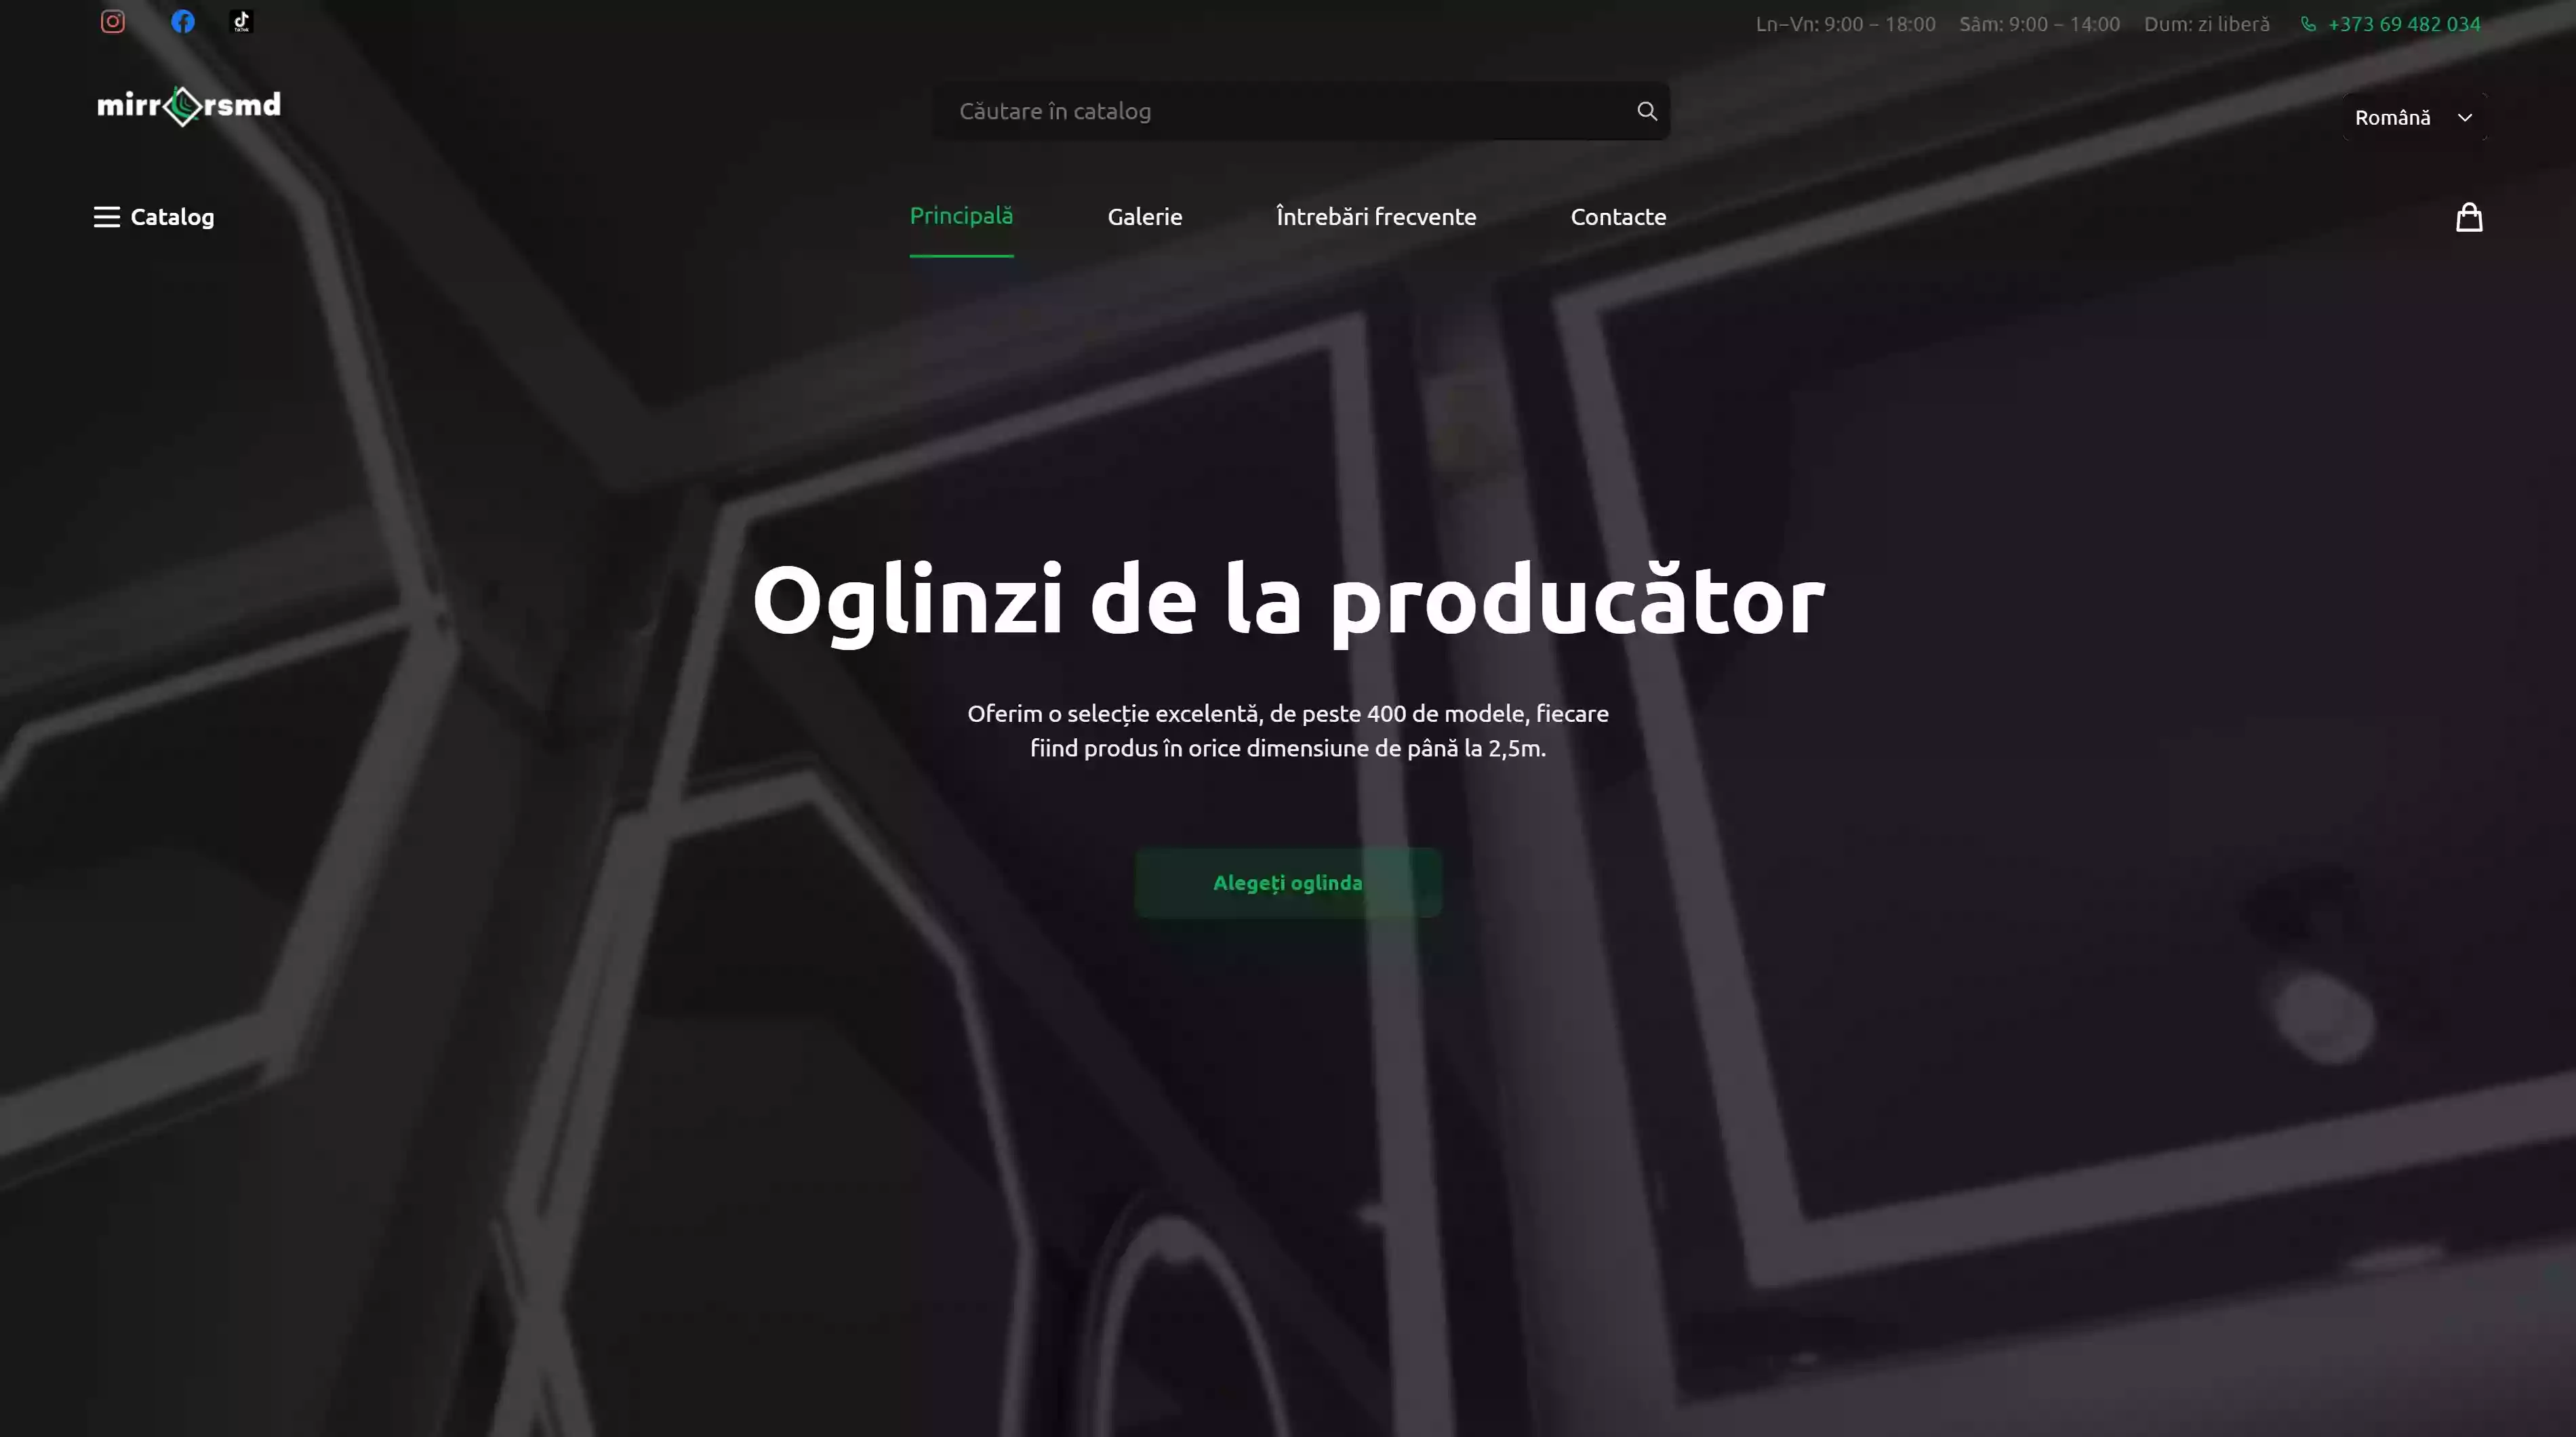 Ln–Vn: 9:00 – 18:00 Sâm: 9:00 – 14:00 Dum: zi liberă +373 69 482 034
mirrorsmd
Căutare în catalog
Română
Catalog
Principală Galerie Întrebări frecvente Contacte
Oglinzi de la producător
Oferim o selecție excelentă, de peste 400 de modele, fiecare
fiind produs în orice dimensiune de până la 2,5m.
Alegeți oglinda